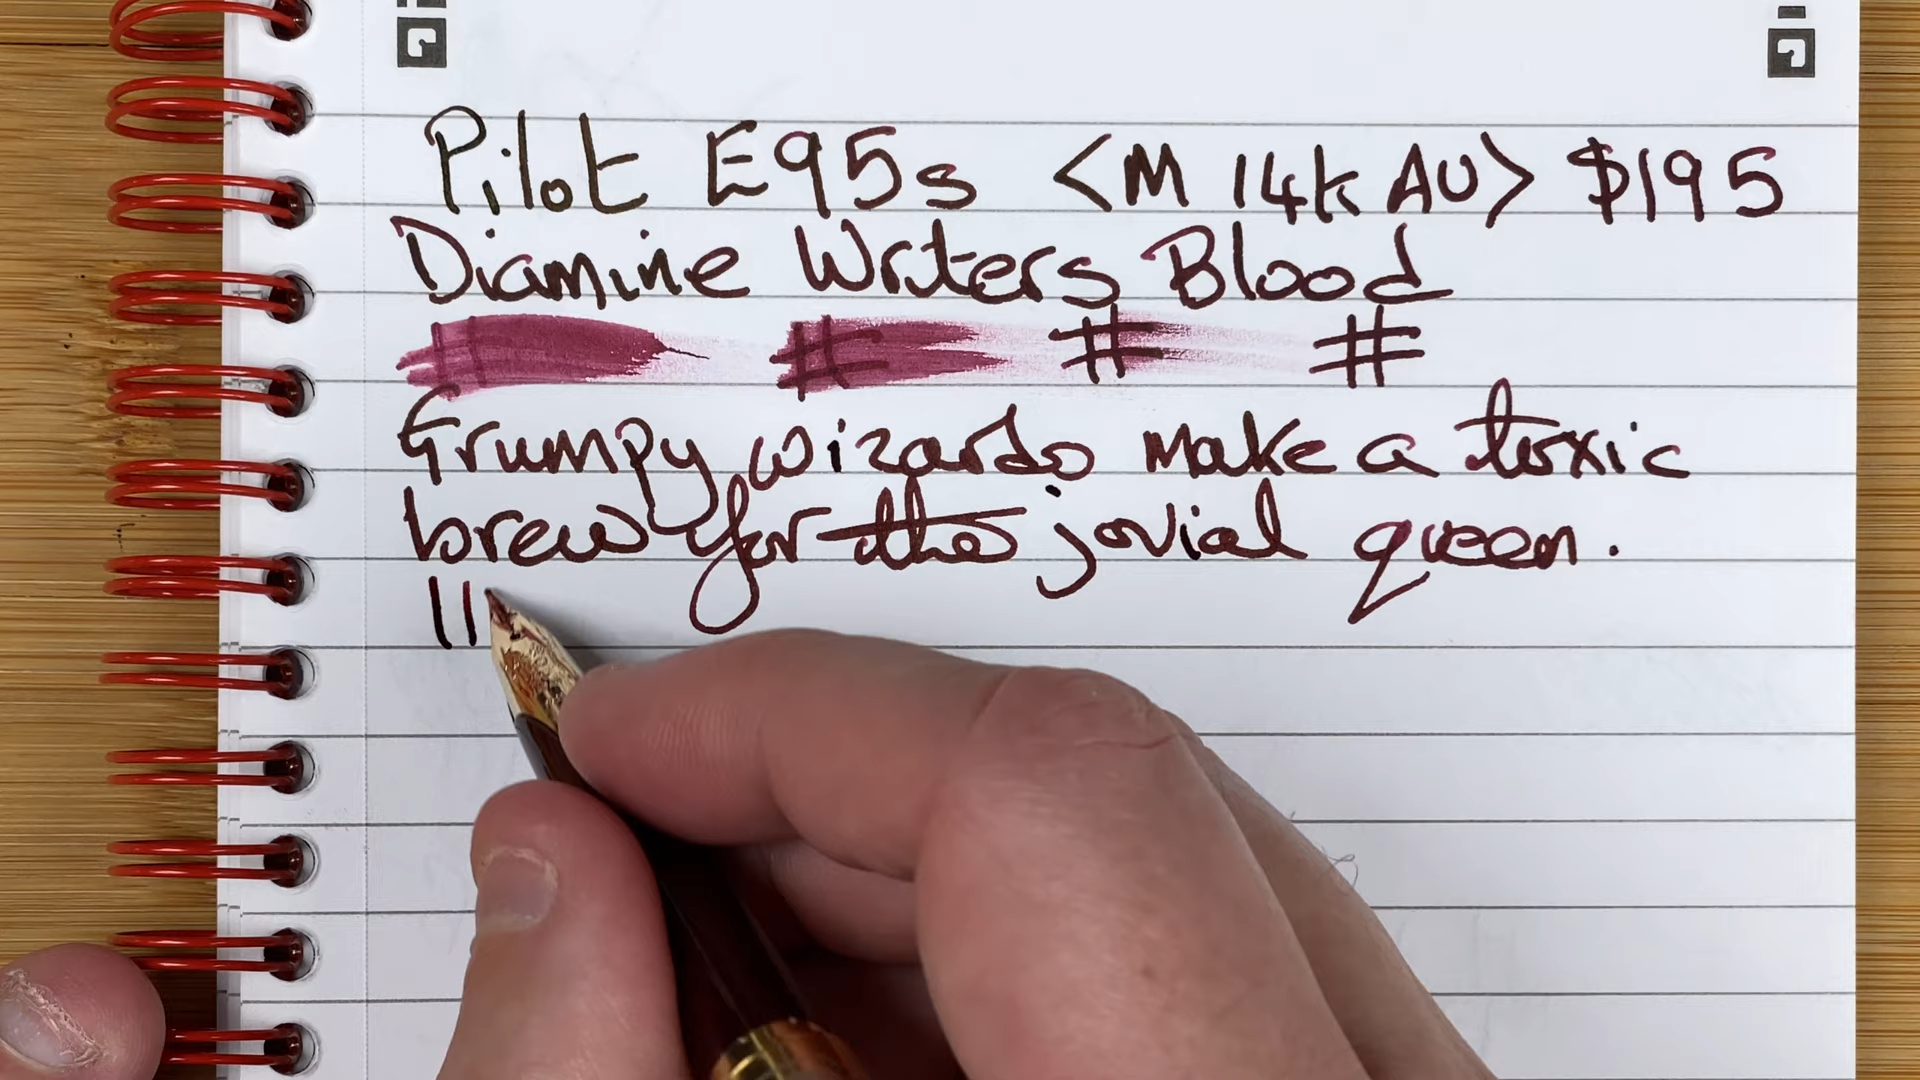 Pilot E95s <M 14k AU> $195
Diamine Writers Blood
# # # #
Grumpy wizards make a toxic
brew for the jovial queen.
||